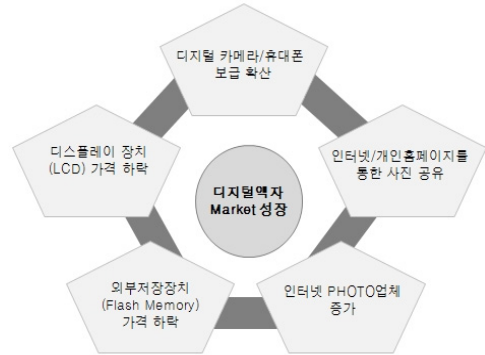 디지털 카메라/휴대폰
보급 확산
디스플레이 장치
(LCD) 가격 하락
인터넷/개인홈페이지를
통한 사진 공유
디지털액자
Market 성장
외부저장장치
(Flash Memory)
가격 하락
인터넷 PHOTO업체
증가